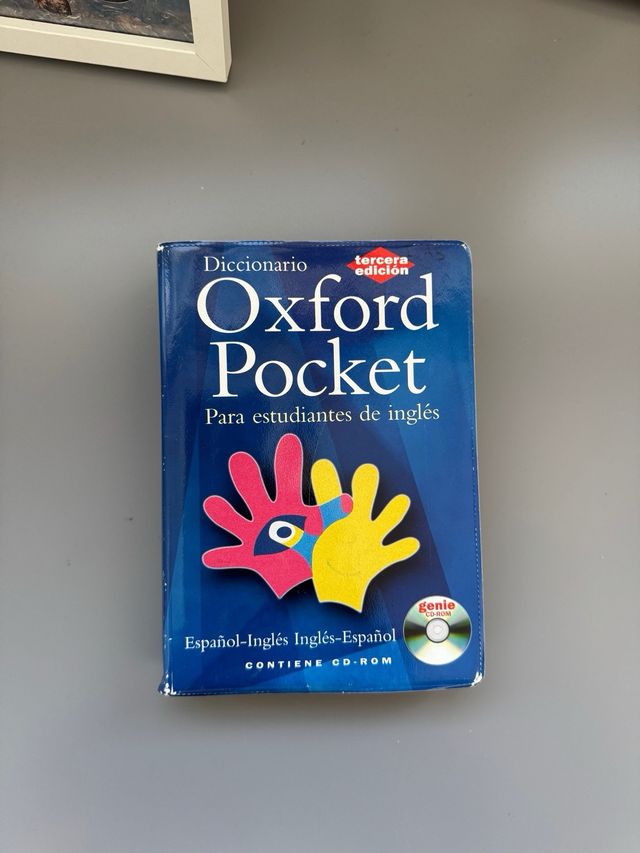 Diccionario
tercera
edición
Oxford
Pocket
Para estudiantes de inglés
genie
CD-ROM
Español-Inglés Inglés-Español
CONTIENE CD-ROM